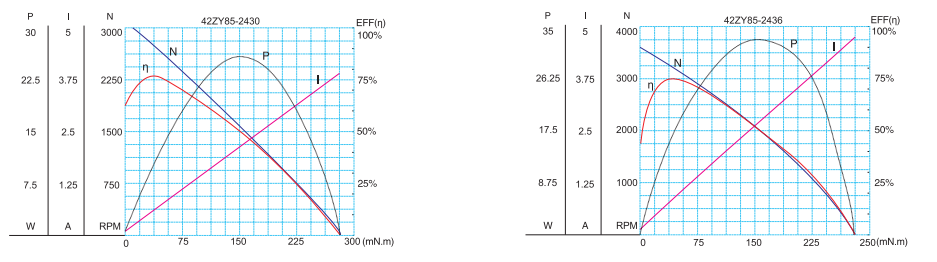 P I N 42ZY85-2430 EFF(η)
30 5 3000 100%
N P
η
22.5 3.75 2250 I 75%
15 2.5 1500 50%
7.5 1.25 750 25%
W A RPM
0 75 150 225 300 (mN.m)
P I N 42ZY85-2436 EFF(η)
35 5 4000 100%
P I
N
26.25 3.75 3000 η 75%
17.5 2.5 2000 50%
8.75 1.25 1000 25%
W A RPM
0 75 150 225 250(mN.m)